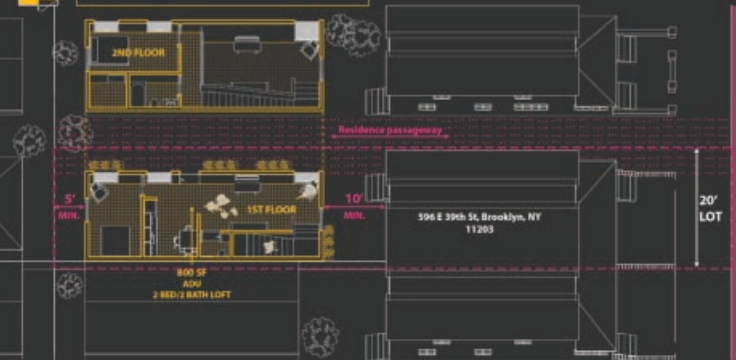 2ND FLOOR
Residence passageway
5'
MIN.
1ST FLOOR
10'
MIN.
596 E 39th St, Brooklyn, NY
11203
20'
LOT
800 SF
ADU
2 BED/2 BATH LOFT